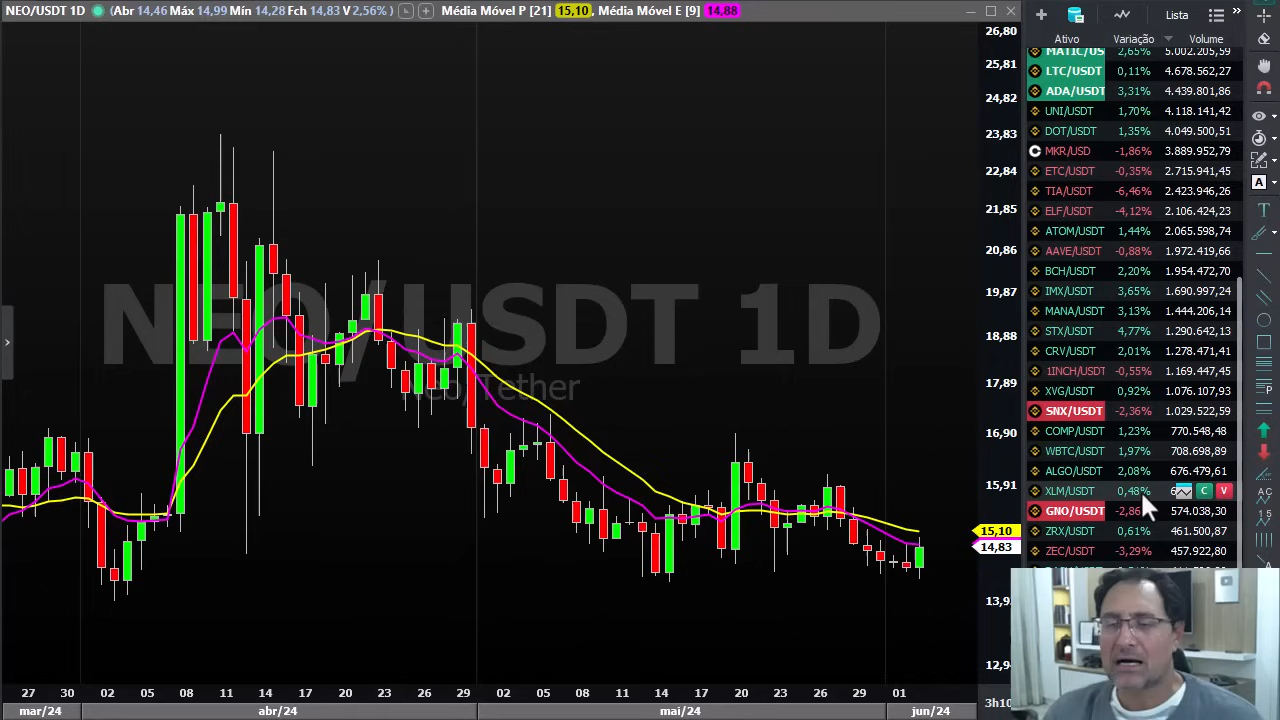 NEO/USDT 1D (Abr 14,46 Máx 14,99 Mín 14,28 Fch 14,83 V 2,56%) Média Móvel P [21] 15,10, Média Móvel E [9] 14,88
Lista
Ativo Variação Volume
MATIC/US 2,65% 5.002.205,59
LTC/USDT 0,11% 4.678.562,27
ADA/USDT 3,31% 4.439.801,86
UNI/USDT 1,70% 4.118.141,42
DOT/USDT 1,35% 4.049.500,51
MKR/USD -1,86% 3.889.952,79
ETC/USDT -0,35% 2.715.941,45
TIA/USDT -6,46% 2.423.946,26
ELF/USDT -4,12% 2.106.424,23
ATOM/USDT 1,44% 2.065.598,74
AAVE/USDT -0,88% 1.972.419,66
BCH/USDT 2,20% 1.954.472,70
IMX/USDT 3,65% 1.690.997,24
MANA/USDT 3,13% 1.444.206,14
STX/USDT 4,77% 1.290.642,13
CRV/USDT 2,01% 1.278.471,41
1INCH/USDT -0,55% 1.169.447,45
XVG/USDT 0,92% 1.076.107,93
SNX/USDT -2,36% 1.029.522,59
COMP/USDT 1,23% 770.548,48
WBTC/USDT 1,97% 708.698,89
ALGO/USDT 2,08% 676.479,61
XLM/USDT 0,48% 6 C V
GNO/USDT -2,86 574.038,30
ZRX/USDT 0,61% 461.500,87
ZEC/USDT -3,29% 457.922,80
26,80
25,81
24,82
23,83
22,84
21,85
20,86
19,87
18,88
17,89
16,90
15,91
15,10
14,83
13,9
12,9
NEO/USDT 1D
Neo/Tether
27 30 02 05 08 11 14 17 20 22 24 26 29 02 05 08 11 14 17 20 23 26 29 01 3h10
mar/24 abr/24 mai/24 jun/24
A
T
P
AC
1 5
A